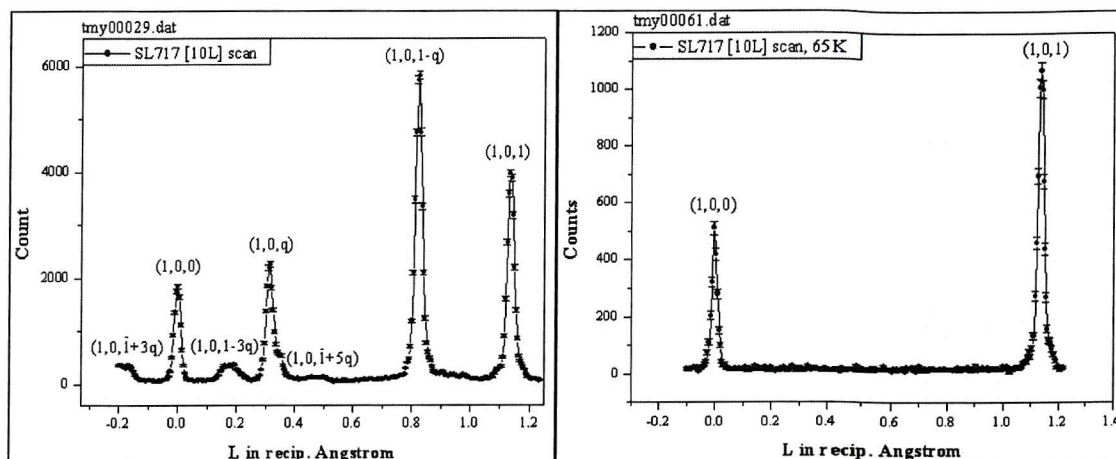 tmy00029.dat
SL717 [10L] scan
(1,0,1-q)
(1,0,1)
(1,0,q)
(1,0,0)
(1,0,1̄+3q)
(1,0,1-3q)
(1,0,1̄+5q)
6000
4000
2000
0
Count
-0.2 0.0 0.2 0.4 0.6 0.8 1.0 1.2
L in recip. Angstrom
tmy00061.dat
SL717 [10L] scan, 65 K
(1,0,1)
(1,0,0)
1200
1000
800
600
400
200
0
Counts
-0.2 0.0 0.2 0.4 0.6 0.8 1.0 1.2 1.4
L in recip. Angstrom